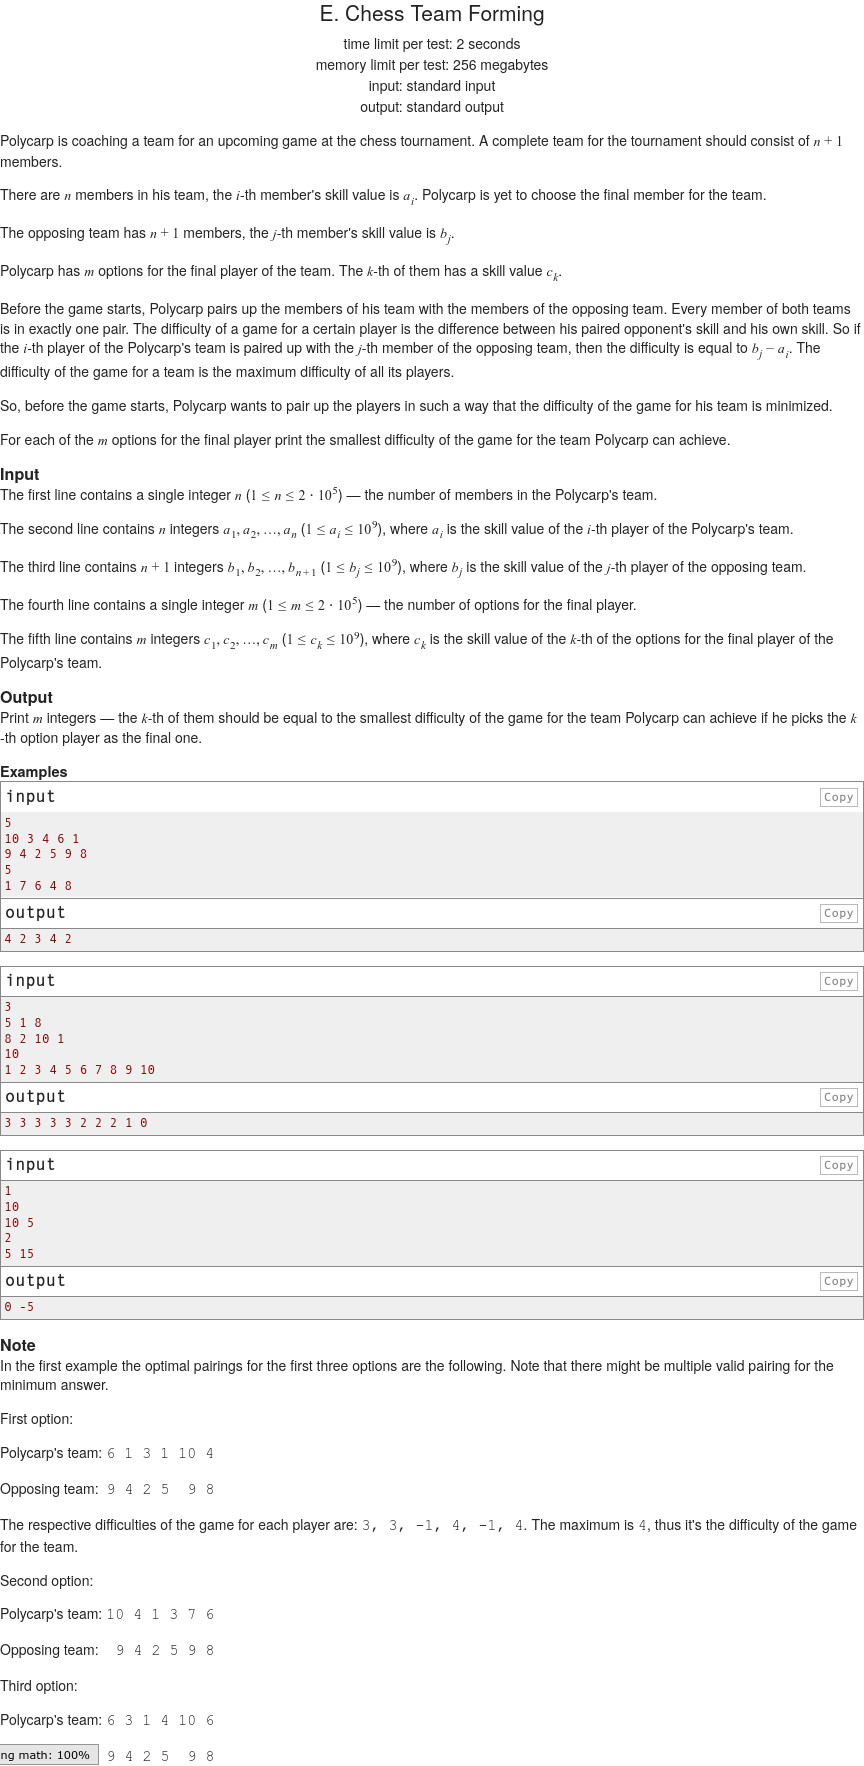 E. Chess Team Forming
time limit per test: 2 seconds
memory limit per test: 256 megabytes
input: standard input
output: standard output
Polycarp is coaching a team for an upcoming game at the chess tournament. A complete team for the tournament should consist of n + 1
members.
There are n members in his team, the i-th member's skill value is a_i. Polycarp is yet to choose the final member for the team.
The opposing team has n + 1 members, the j-th member's skill value is b_j.
Polycarp has m options for the final player of the team. The k-th of them has a skill value c_k.
Before the game starts, Polycarp pairs up the members of his team with the members of the opposing team. Every member of both teams
is in exactly one pair. The difficulty of a game for a certain player is the difference between his paired opponent's skill and his own skill. So if
the i-th player of the Polycarp's team is paired up with the j-th member of the opposing team, then the difficulty is equal to b_j − a_i. The
difficulty of the game for a team is the maximum difficulty of all its players.
So, before the game starts, Polycarp wants to pair up the players in such a way that the difficulty of the game for his team is minimized.
For each of the m options for the final player print the smallest difficulty of the game for the team Polycarp can achieve.
Input
The first line contains a single integer n (1 ≤ n ≤ 2 · 10^5) — the number of members in the Polycarp's team.
The second line contains n integers a_1, a_2, …, a_n (1 ≤ a_i ≤ 10^9), where a_i is the skill value of the i-th player of the Polycarp's team.
The third line contains n + 1 integers b_1, b_2, …, b_{n+1} (1 ≤ b_j ≤ 10^9), where b_j is the skill value of the j-th player of the opposing team.
The fourth line contains a single integer m (1 ≤ m ≤ 2 · 10^5) — the number of options for the final player.
The fifth line contains m integers c_1, c_2, …, c_m (1 ≤ c_k ≤ 10^9), where c_k is the skill value of the k-th of the options for the final player of the
Polycarp's team.
Output
Print m integers — the k-th of them should be equal to the smallest difficulty of the game for the team Polycarp can achieve if he picks the k
-th option player as the final one.
Examples
input Copy
5
10 3 4 6 1
9 4 2 5 9 8
5
1 7 6 4 8
output Copy
4 2 3 4 2
input Copy
3
5 1 8
8 2 10 1
10
1 2 3 4 5 6 7 8 9 10
output Copy
3 3 3 3 3 2 2 2 1 0
input Copy
1
10
10 5
2
5 15
output Copy
0 -5
Note
In the first example the optimal pairings for the first three options are the following. Note that there might be multiple valid pairing for the
minimum answer.
First option:
Polycarp's team: 6 1 3 1 10 4
Opposing team: 9 4 2 5 9 8
The respective difficulties of the game for each player are: 3, 3, -1, 4, -1, 4. The maximum is 4, thus it's the difficulty of the game
for the team.
Second option:
Polycarp's team: 10 4 1 3 7 6
Opposing team: 9 4 2 5 9 8
Third option:
Polycarp's team: 6 3 1 4 10 6
ng math: 100% 9 4 2 5 9 8